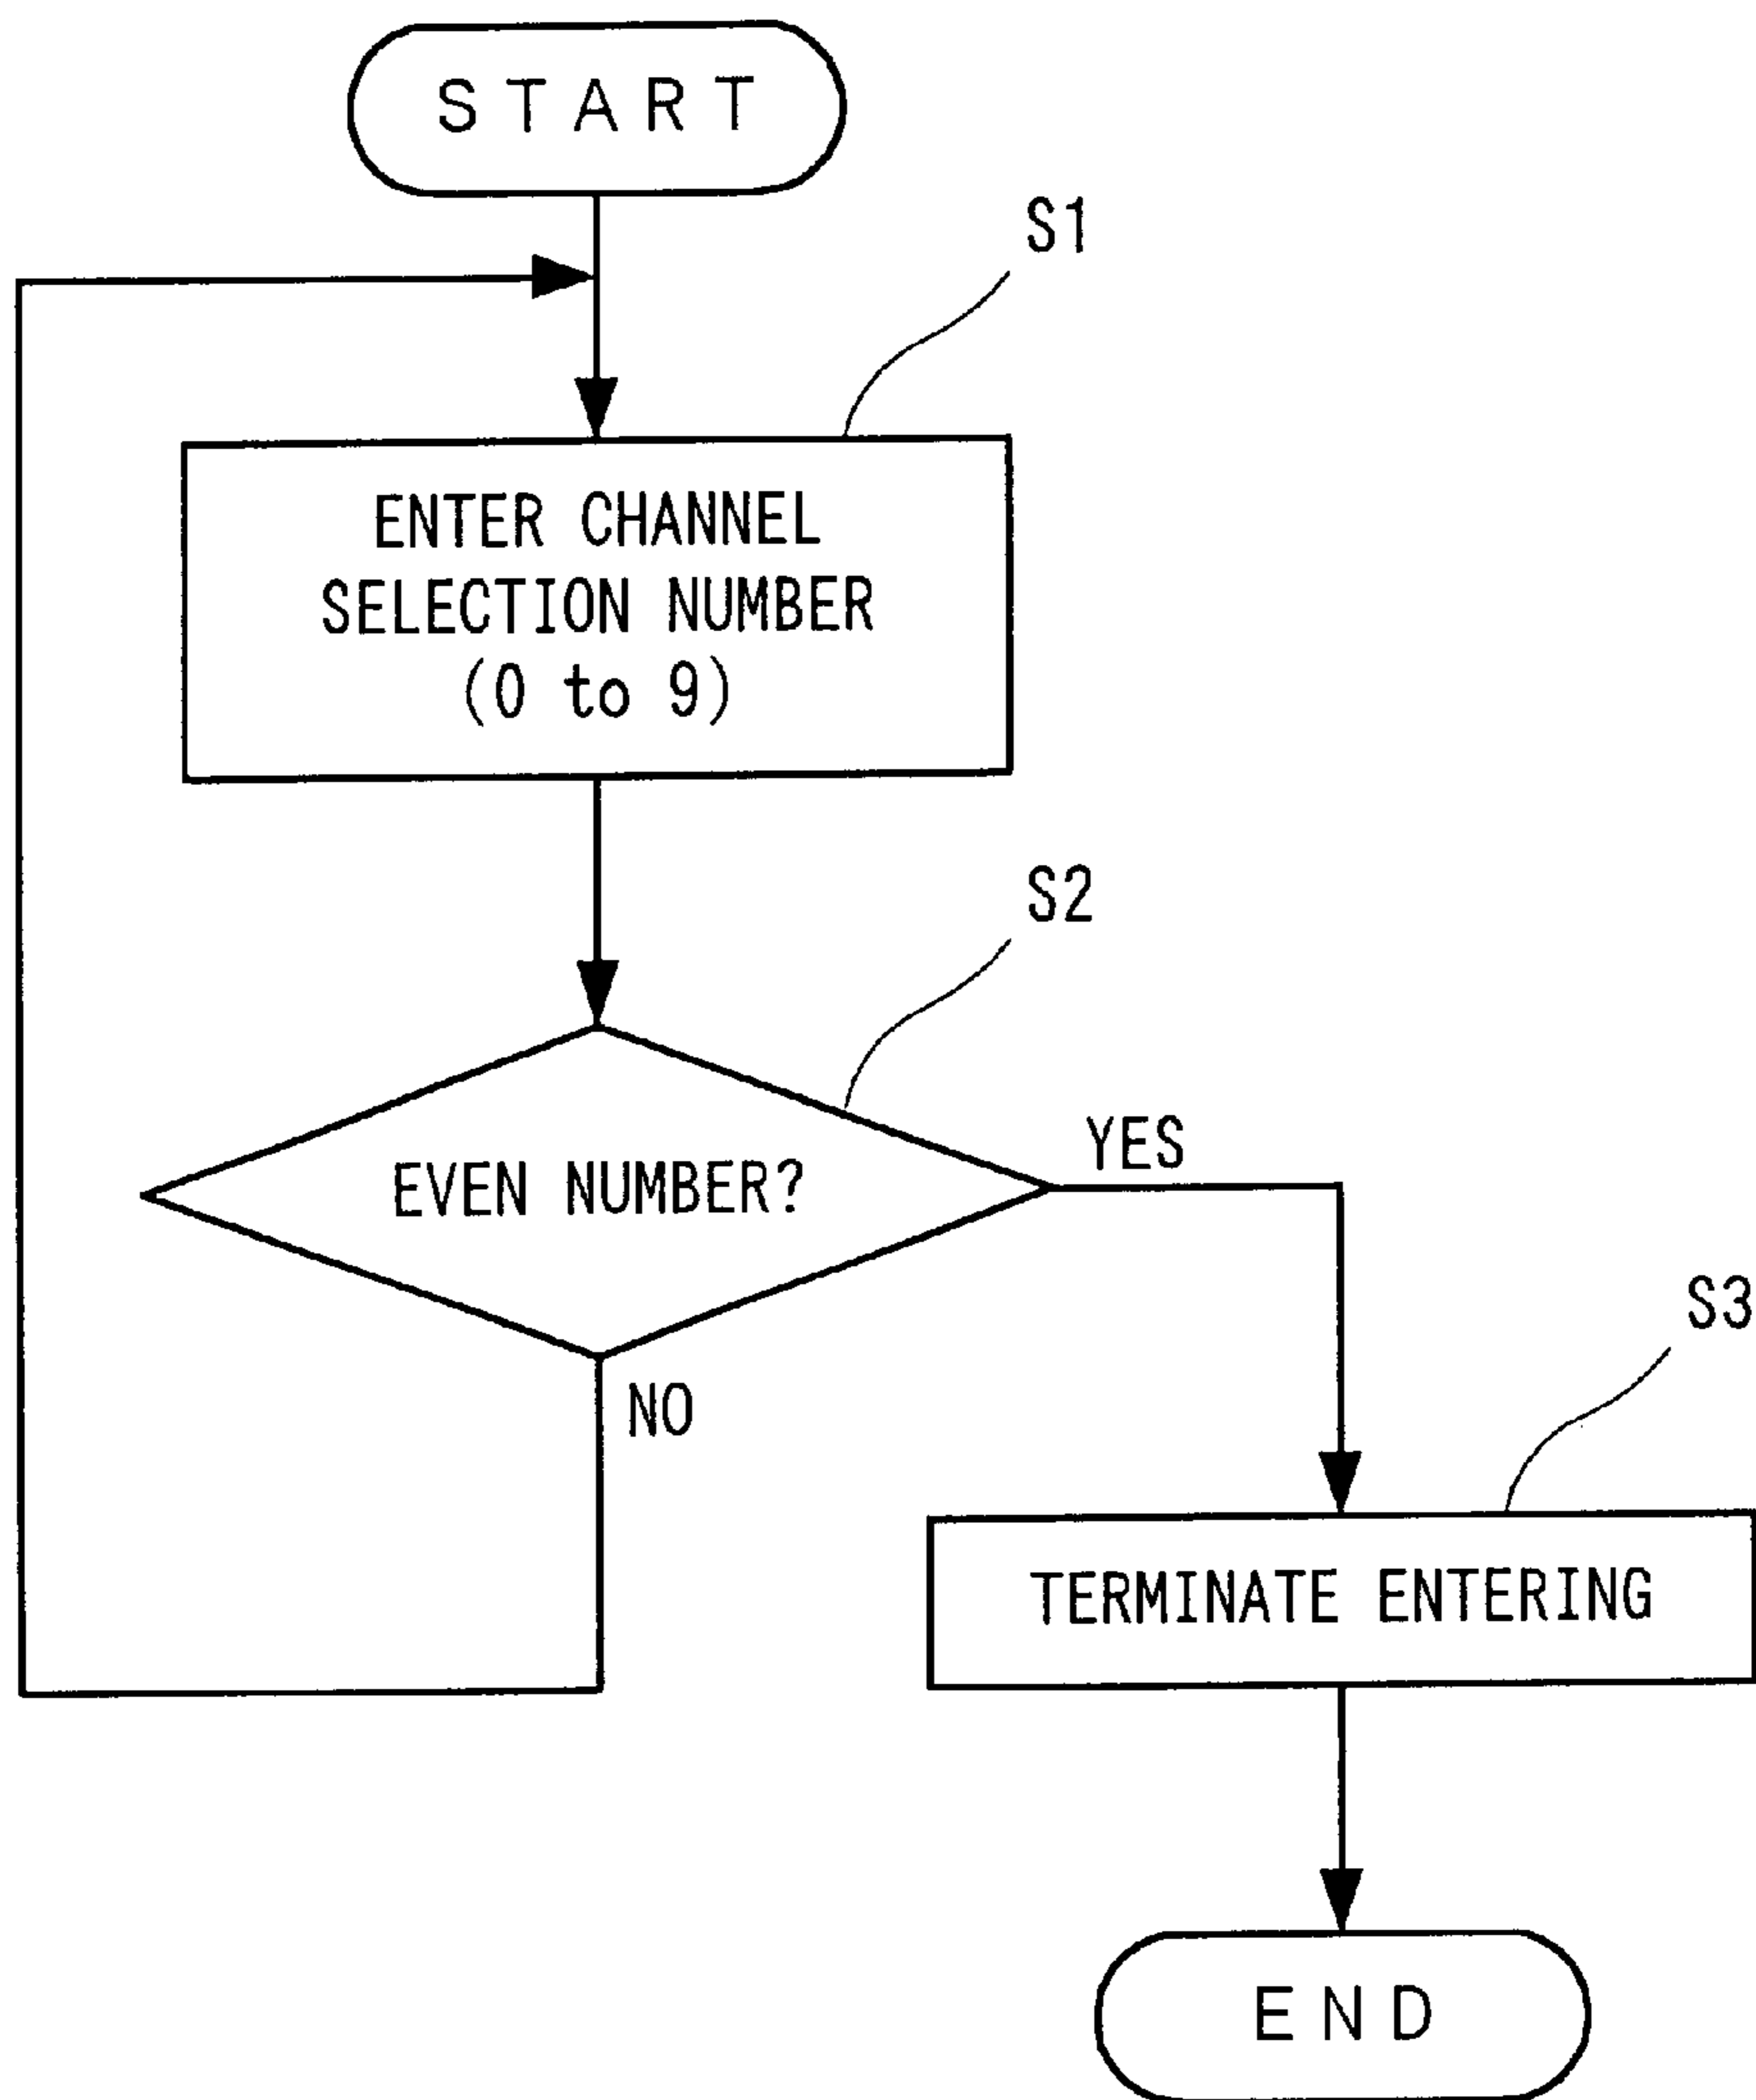 START
S1
ENTER CHANNEL
SELECTION NUMBER
(0 to 9)
S2
EVEN NUMBER?
YES
NO
S3
TERMINATE ENTERING
END